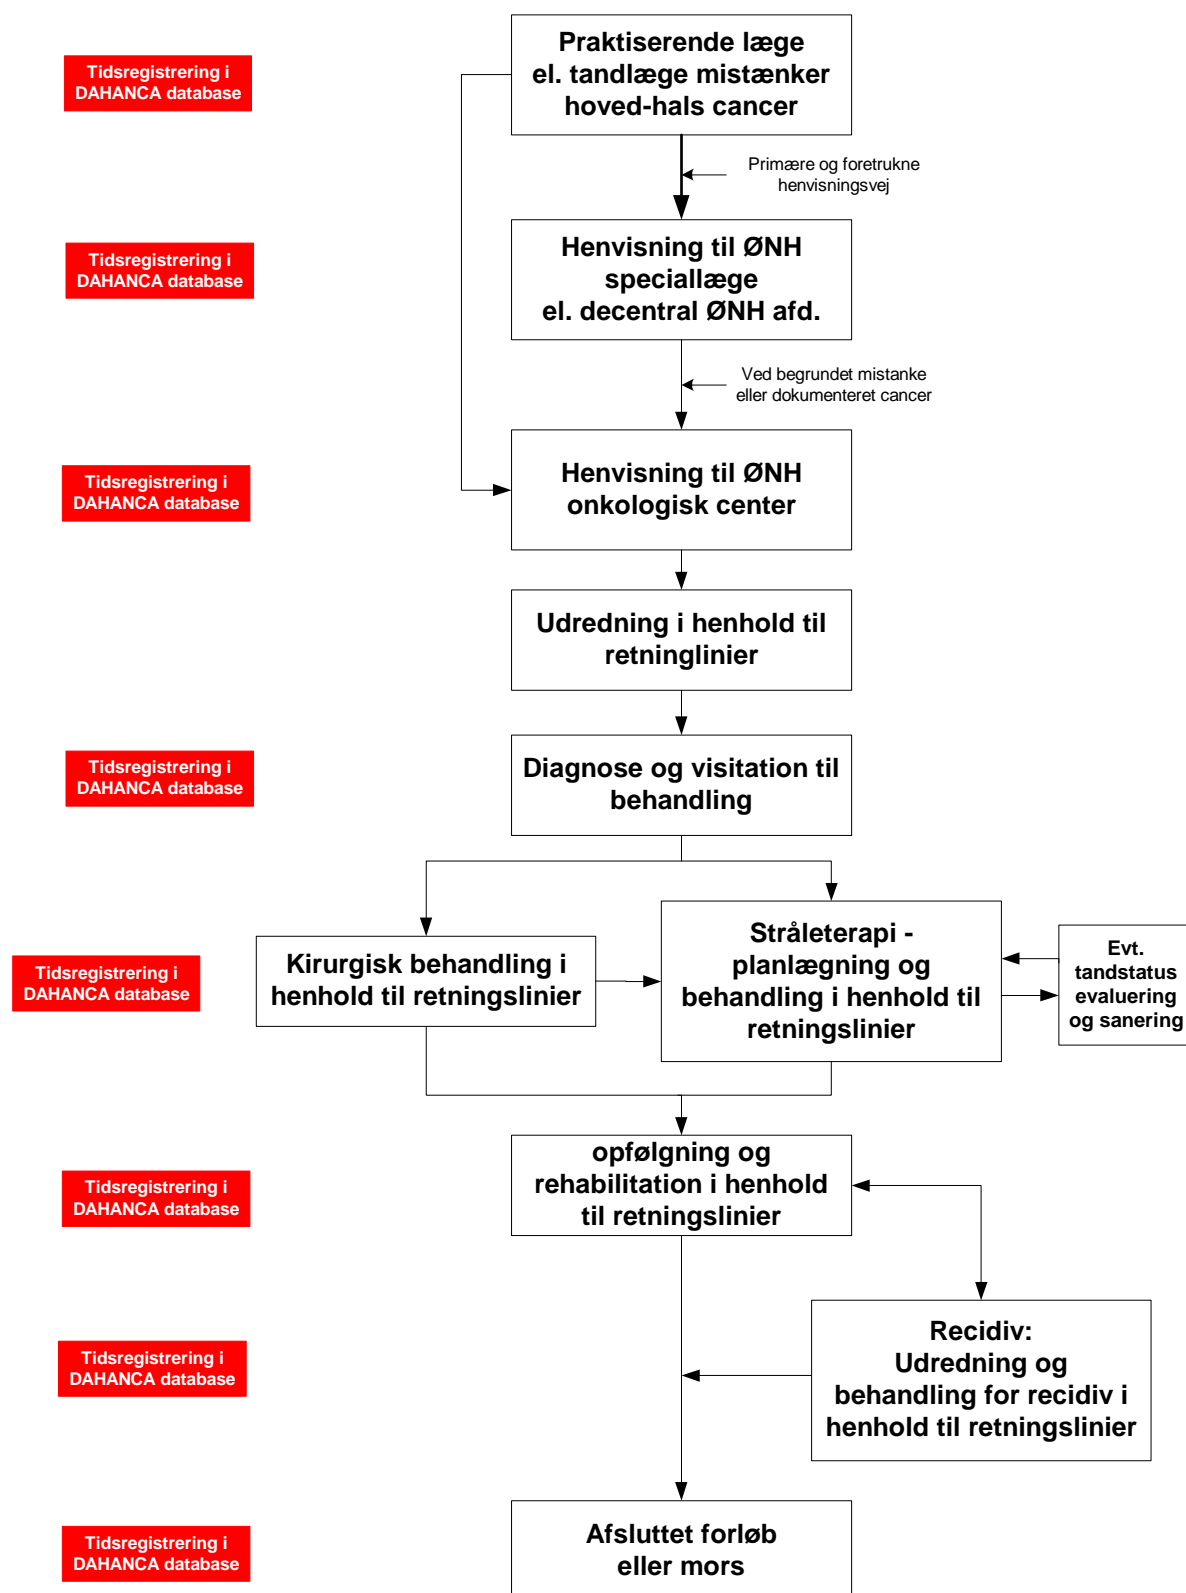 Tidsregistrering i
DAHANCA database
Praktiserende læge
el. tandlæge mistænker
hoved-hals cancer
Primære og foretrukne
henvisningsvej
Tidsregistrering i
DAHANCA database
Henvisning til ØNH
speciallæge
el. decentral ØNH afd.
Ved begrundet mistanke
eller dokumenteret cancer
Tidsregistrering i
DAHANCA database
Henvisning til ØNH
onkologisk center
Udredning i henhold til
retninglinier
Tidsregistrering i
DAHANCA database
Diagnose og visitation til
behandling
Tidsregistrering i
DAHANCA database
Kirurgisk behandling i
henhold til retningslinier
Stråleterapi -
planlægning og
behandling i henhold til
retningslinier
Evt.
tandstatus
evaluering
og sanering
Tidsregistrering i
DAHANCA database
opfølgning og
rehabilitation i henhold
til retningslinier
Tidsregistrering i
DAHANCA database
Recidiv:
Udredning og
behandling for recidiv i
henhold til retningslinier
Tidsregistrering i
DAHANCA database
Afsluttet forløb
eller mors